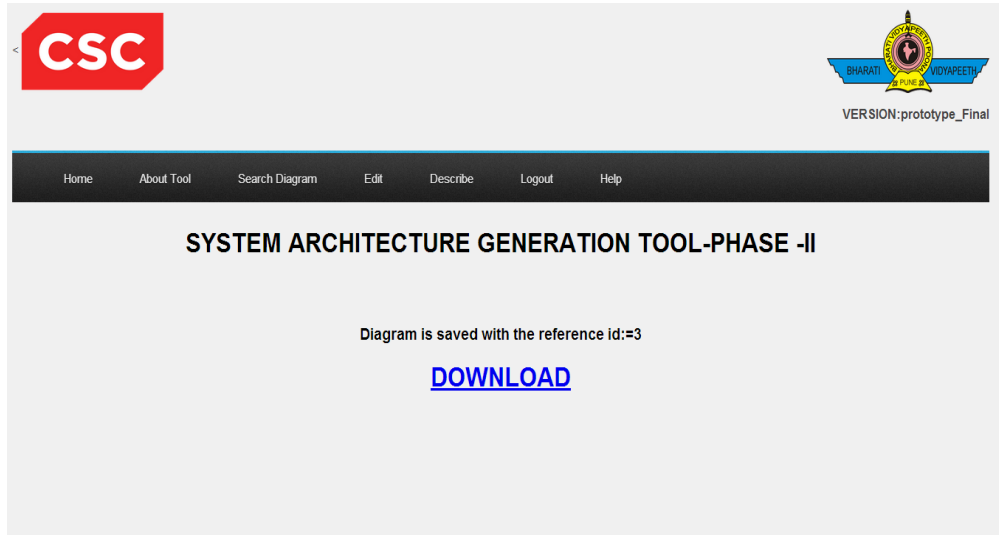 <
CSC
BHARATI VIDYAPEETH POONA
BHARATI
VIDYAPEETH
PUNE
VERSION:prototype_Final
Home About Tool Search Diagram Edit Describe Logout Help
SYSTEM ARCHITECTURE GENERATION TOOL-PHASE -II
Diagram is saved with the reference id:=3
DOWNLOAD